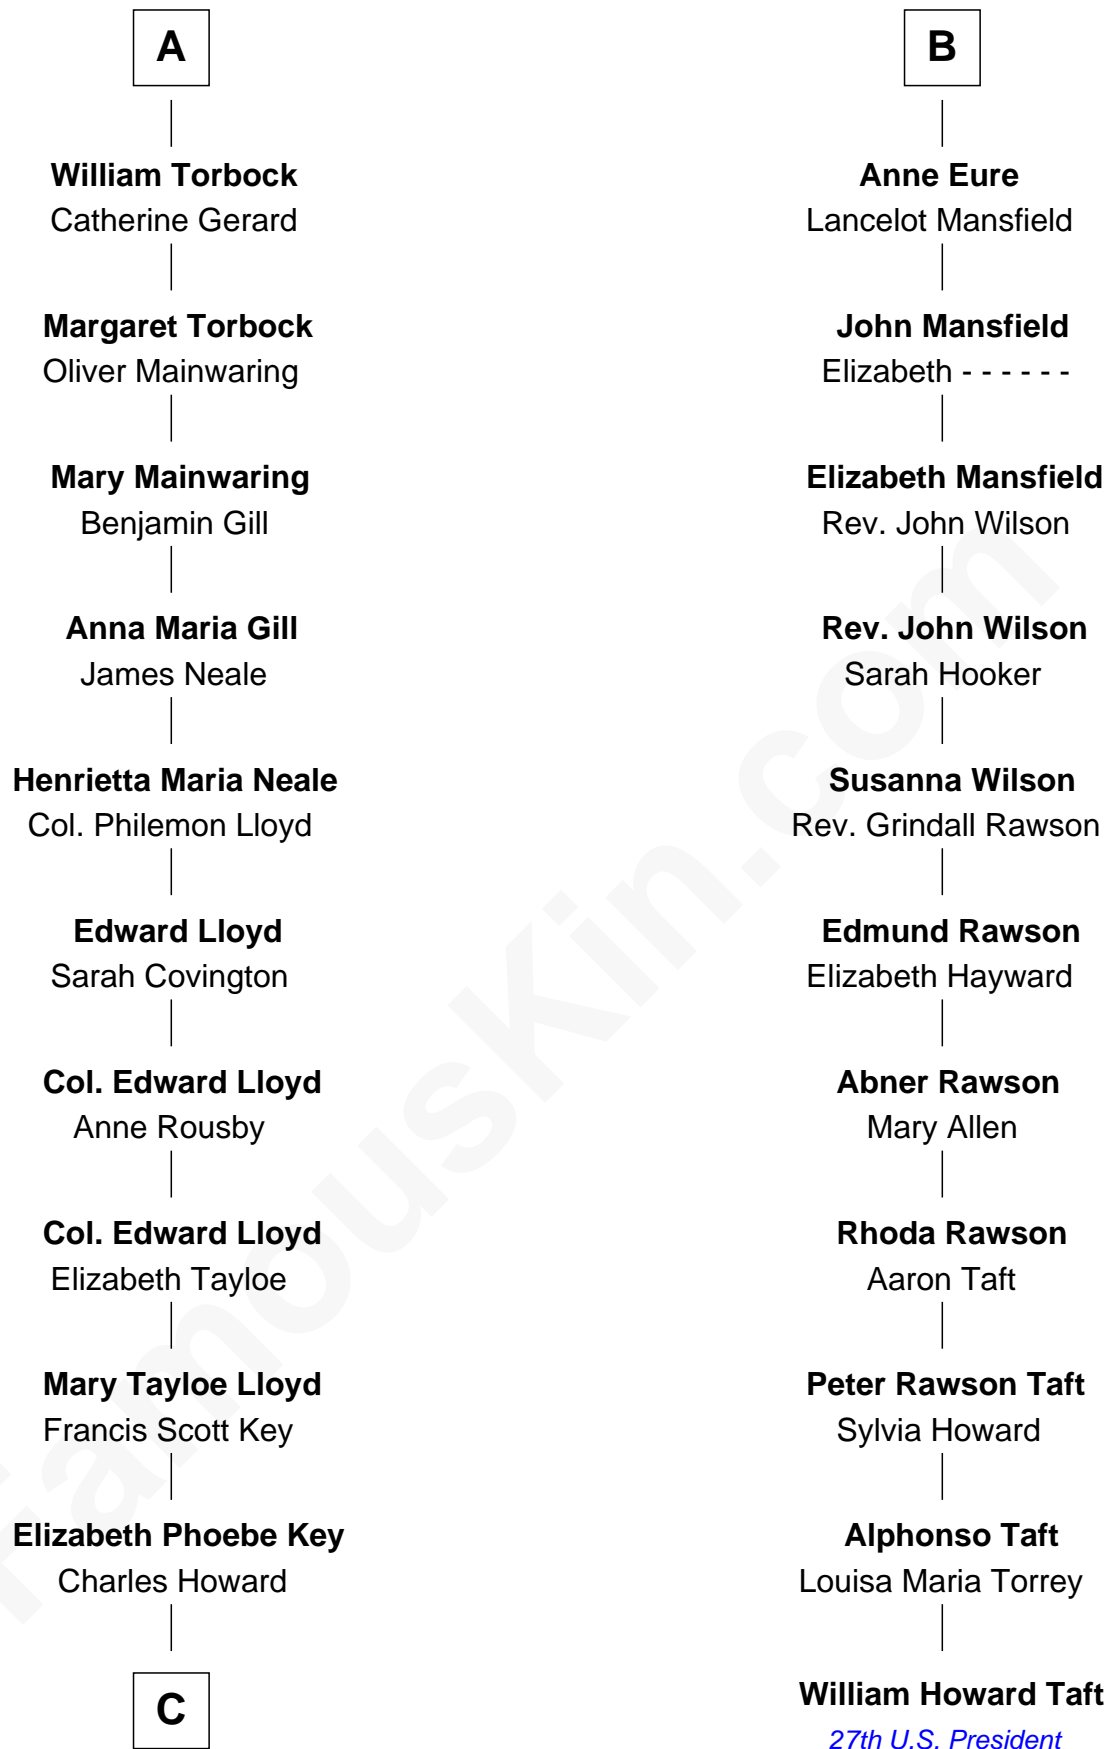 A
William Torbock
Catherine Gerard
Margaret Torbock
Oliver Mainwaring
Mary Mainwaring
Benjamin Gill
Anna Maria Gill
James Neale
Henrietta Maria Neale
Col. Philemon Lloyd
Edward Lloyd
Sarah Covington
Col. Edward Lloyd
Anne Rousby
Col. Edward Lloyd
Elizabeth Tayloe
Mary Tayloe Lloyd
Francis Scott Key
Elizabeth Phoebe Key
Charles Howard
C
B
Anne Eure
Lancelot Mansfield
John Mansfield
Elizabeth - - - - - -
Elizabeth Mansfield
Rev. John Wilson
Rev. John Wilson
Sarah Hooker
Susanna Wilson
Rev. Grindall Rawson
Edmund Rawson
Elizabeth Hayward
Abner Rawson
Mary Allen
Rhoda Rawson
Aaron Taft
Peter Rawson Taft
Sylvia Howard
Alphonso Taft
Louisa Maria Torrey
William Howard Taft
27th U.S. President
FamousKin.com